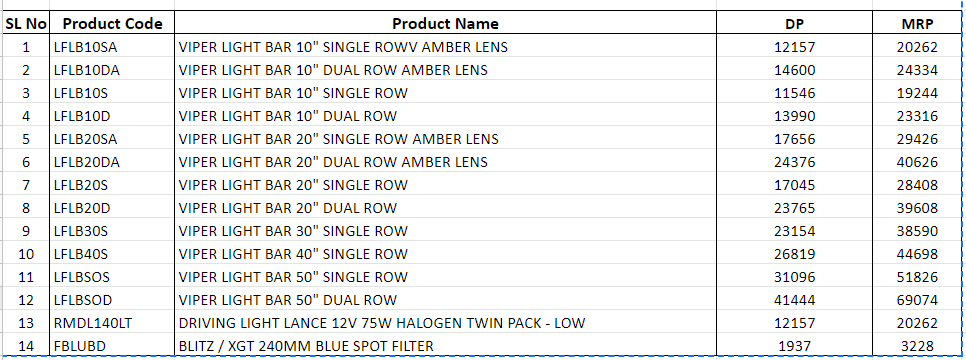 SL No Product Code Product Name DP MRP
1 LFLB10SA VIPER LIGHT BAR 10" SINGLE ROWV AMBER LENS 12157 20262
2 LFLB10DA VIPER LIGHT BAR 10" DUAL ROW AMBER LENS 14600 24334
3 LFLB10S VIPER LIGHT BAR 10" SINGLE ROW 11546 19244
4 LFLB10D VIPER LIGHT BAR 10" DUAL ROW 13990 23316
5 LFLB20SA VIPER LIGHT BAR 20" SINGLE ROW AMBER LENS 17656 29426
6 LFLB20DA VIPER LIGHT BAR 20" DUAL ROW AMBER LENS 24376 40626
7 LFLB20S VIPER LIGHT BAR 20" SINGLE ROW 17045 28408
8 LFLB20D VIPER LIGHT BAR 20" DUAL ROW 23765 39608
9 LFLB30S VIPER LIGHT BAR 30" SINGLE ROW 23154 38590
10 LFLB40S VIPER LIGHT BAR 40" SINGLE ROW 26819 44698
11 LFLBSOS VIPER LIGHT BAR 50" SINGLE ROW 31096 51826
12 LFLBSOD VIPER LIGHT BAR 50" DUAL ROW 41444 69074
13 RMDL140LT DRIVING LIGHT LANCE 12V 75W HALOGEN TWIN PACK - LOW 12157 20262
14 FBLUBD BLITZ / XGT 240MM BLUE SPOT FILTER 1937 3228